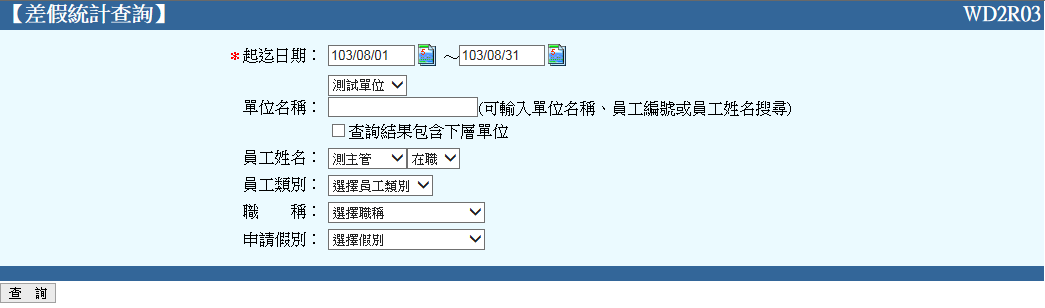 【差假統計查詢】 WD2R03
*起迄日期： 103/08/01 ～103/08/31
測試單位
單位名稱： (可輸入單位名稱、員工編號或員工姓名搜尋)
查詢結果包含下層單位
員工姓名： 測主管 在職
員工類別： 選擇員工類別
職　　稱： 選擇職稱
申請假別： 選擇假別
查　詢